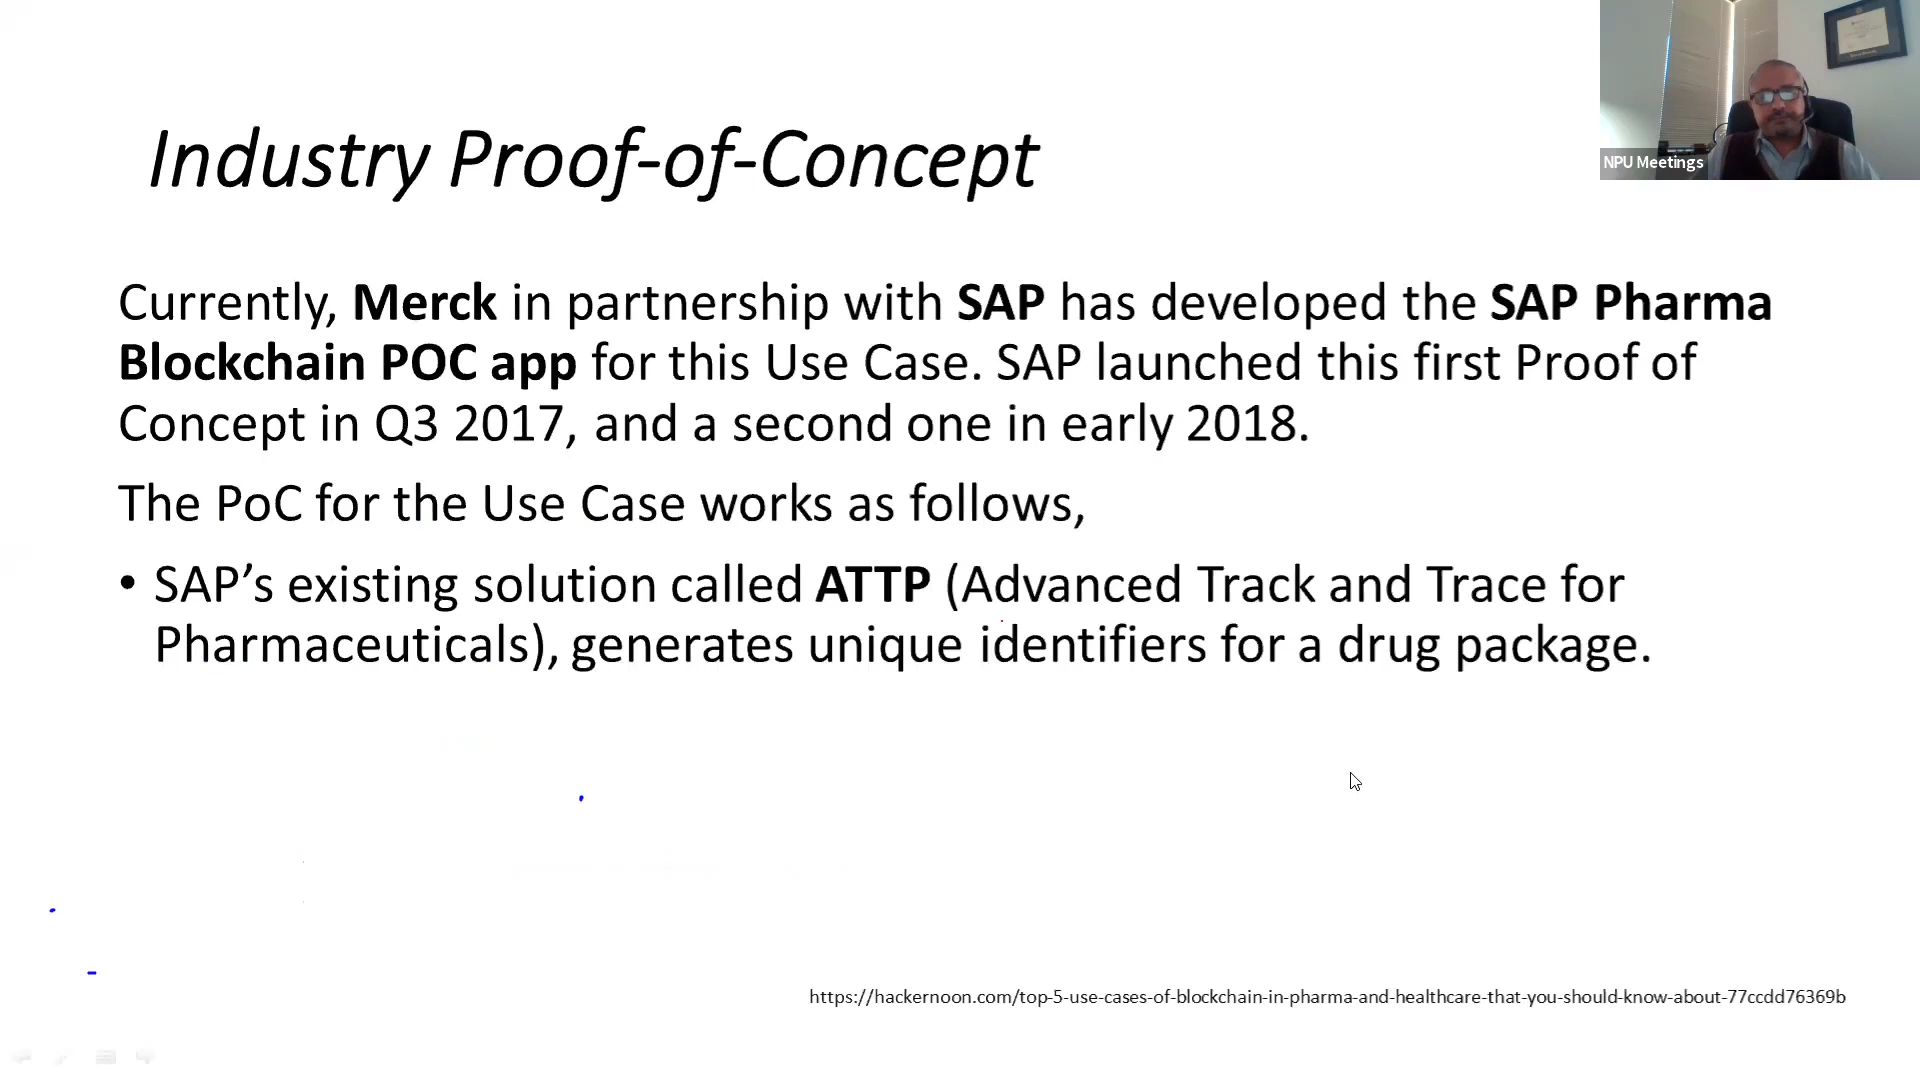 Industry Proof-of-Concept
NPU Meetings
Currently, Merck in partnership with SAP has developed the SAP Pharma
Blockchain POC app for this Use Case. SAP launched this first Proof of
Concept in Q3 2017, and a second one in early 2018.
The PoC for the Use Case works as follows,
• SAP’s existing solution called ATTP (Advanced Track and Trace for
Pharmaceuticals), generates unique identifiers for a drug package.
https://hackernoon.com/top-5-use-cases-of-blockchain-in-pharma-and-healthcare-that-you-should-know-about-77ccdd76369b